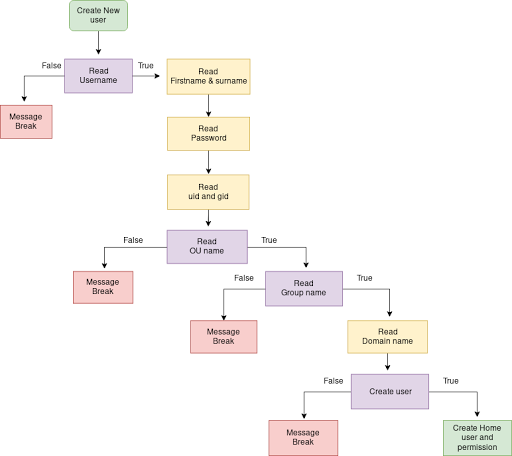 Create New
user
False
True
Read
Username
Read
Firstname & surname
Message
Break
Read
Password
Read
uid and gid
False
True
Read
OU name
Message
Break
False
True
Read
Group name
Message
Break
Read
Domain name
False
True
Create user
Message
Break
Create Home
user and
permission